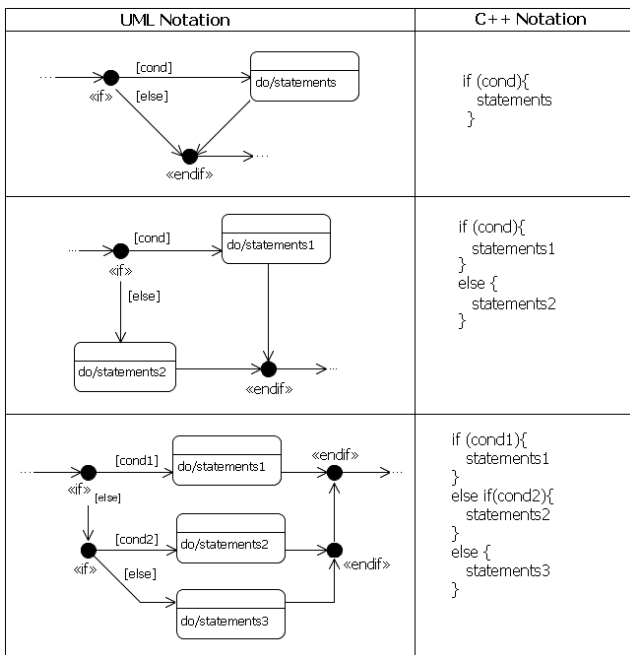 UML Notation
C++ Notation
...
[cond]
do/statements
«if»
[else]
...
«endif»
if (cond){
statements
}
...
[cond]
do/statements1
«if»
[else]
do/statements2
...
«endif»
if (cond){
statements1
}
else {
statements2
}
«endif»
...
[cond1]
do/statements1
...
«if»
[else]
[cond2]
do/statements2
«if»
«endif»
[else]
do/statements3
if (cond1){
statements1
}
else if(cond2){
statements2
}
else {
statements3
}